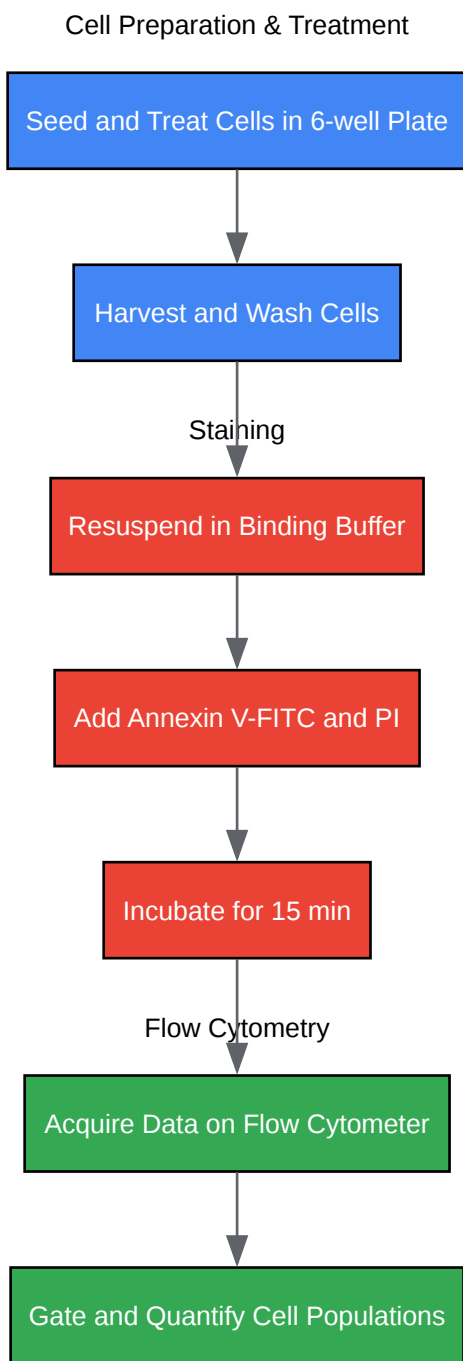 Cell Preparation & Treatment
Seed and Treat Cells in 6-well Plate
Harvest and Wash Cells
Staining
Resuspend in Binding Buffer
Add Annexin V-FITC and PI
Incubate for 15 min
Flow Cytometry
Acquire Data on Flow Cytometer
Gate and Quantify Cell Populations